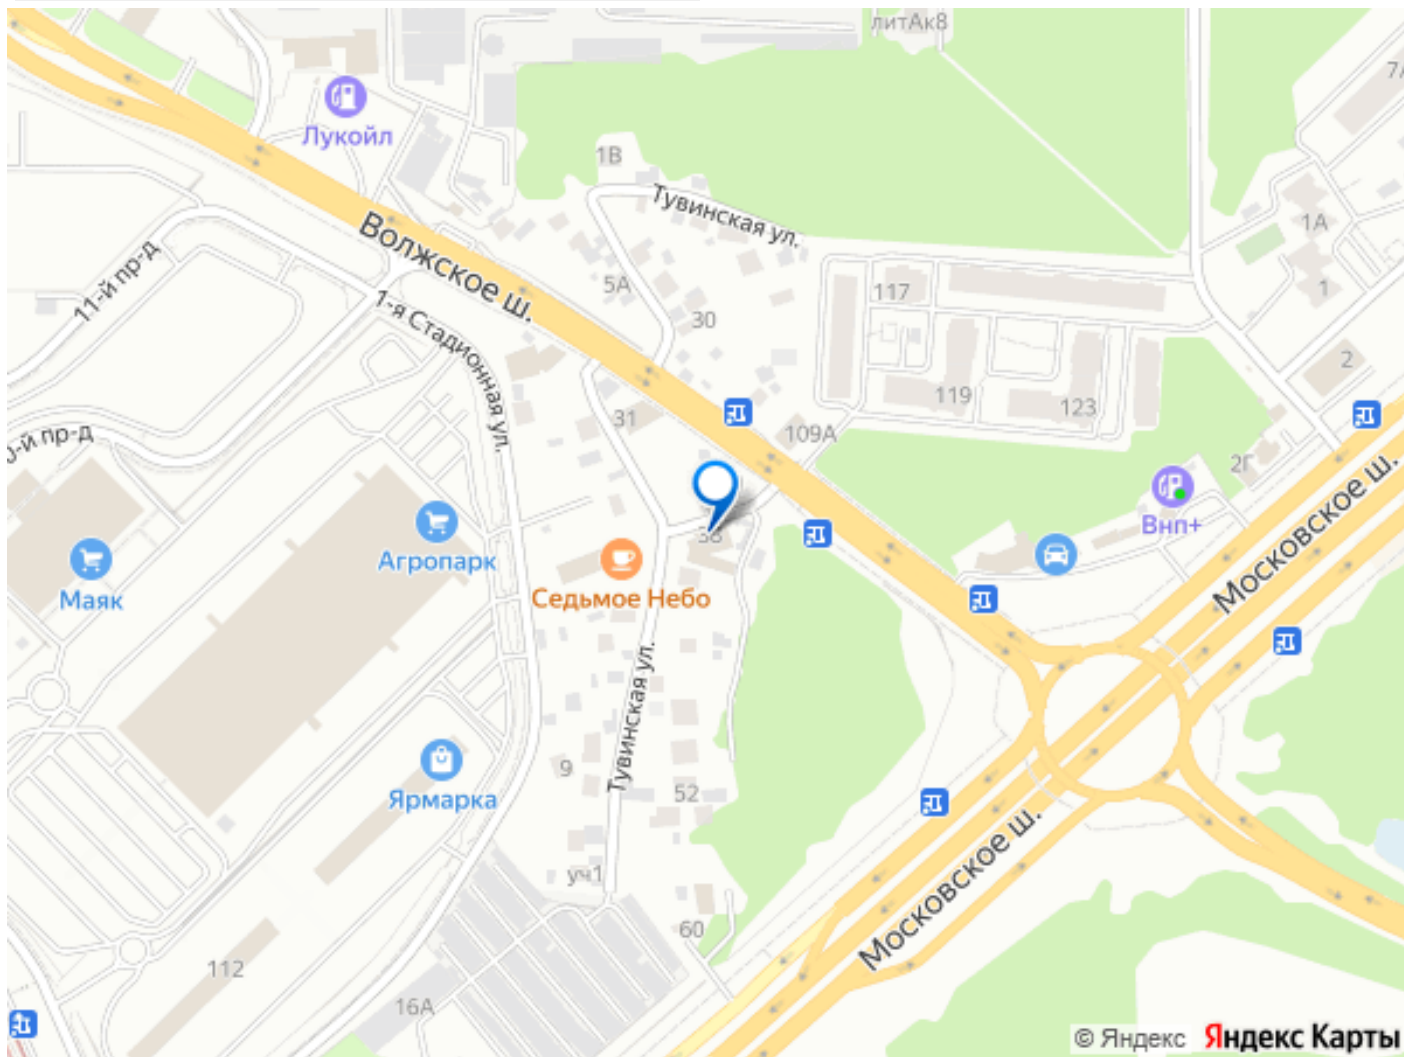 литАк8
7А
Лукойл
1В
Тувинская ул.
1А
Волжское ш.
11-й пр-д
5А
117
1
1-я Стадионная ул.
30
2
119
123
31
109А
й пр-д
2Г
Московское ш.
Внп+
38
Агропарк
Маяк
Седьмое Небо
Тувинская ул.
9
Ярмарка
52
Московское ш.
уч1
60
112
16А
© Яндекс Яндекс Карты